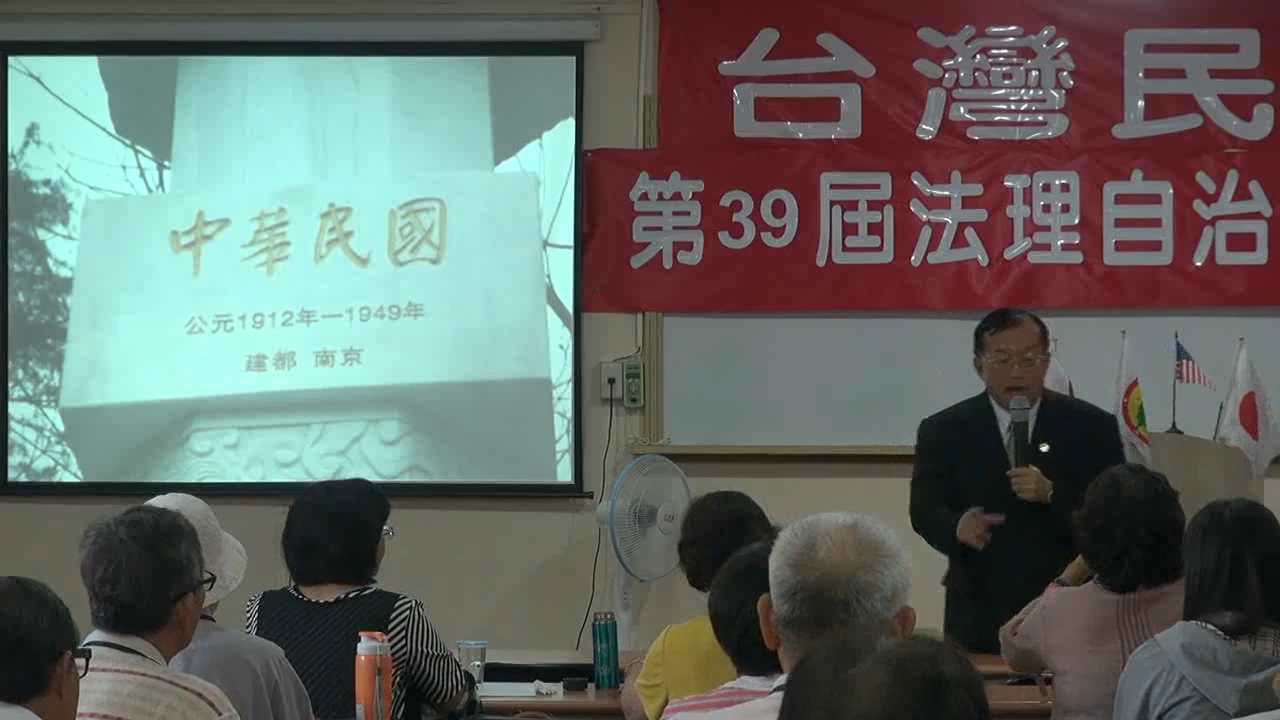 中華民國
公元1912年－1949年
建都 南京
台灣民
第39屆法理自治